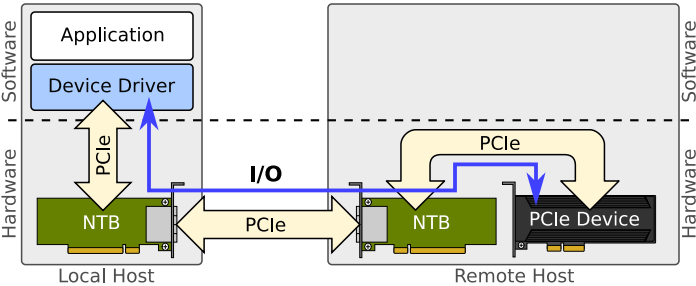 Software
Application
Device Driver
Software
Hardware
PCIe
I/O
PCIe
Hardware
NTB
PCIe
NTB
PCIe Device
Local Host
Remote Host